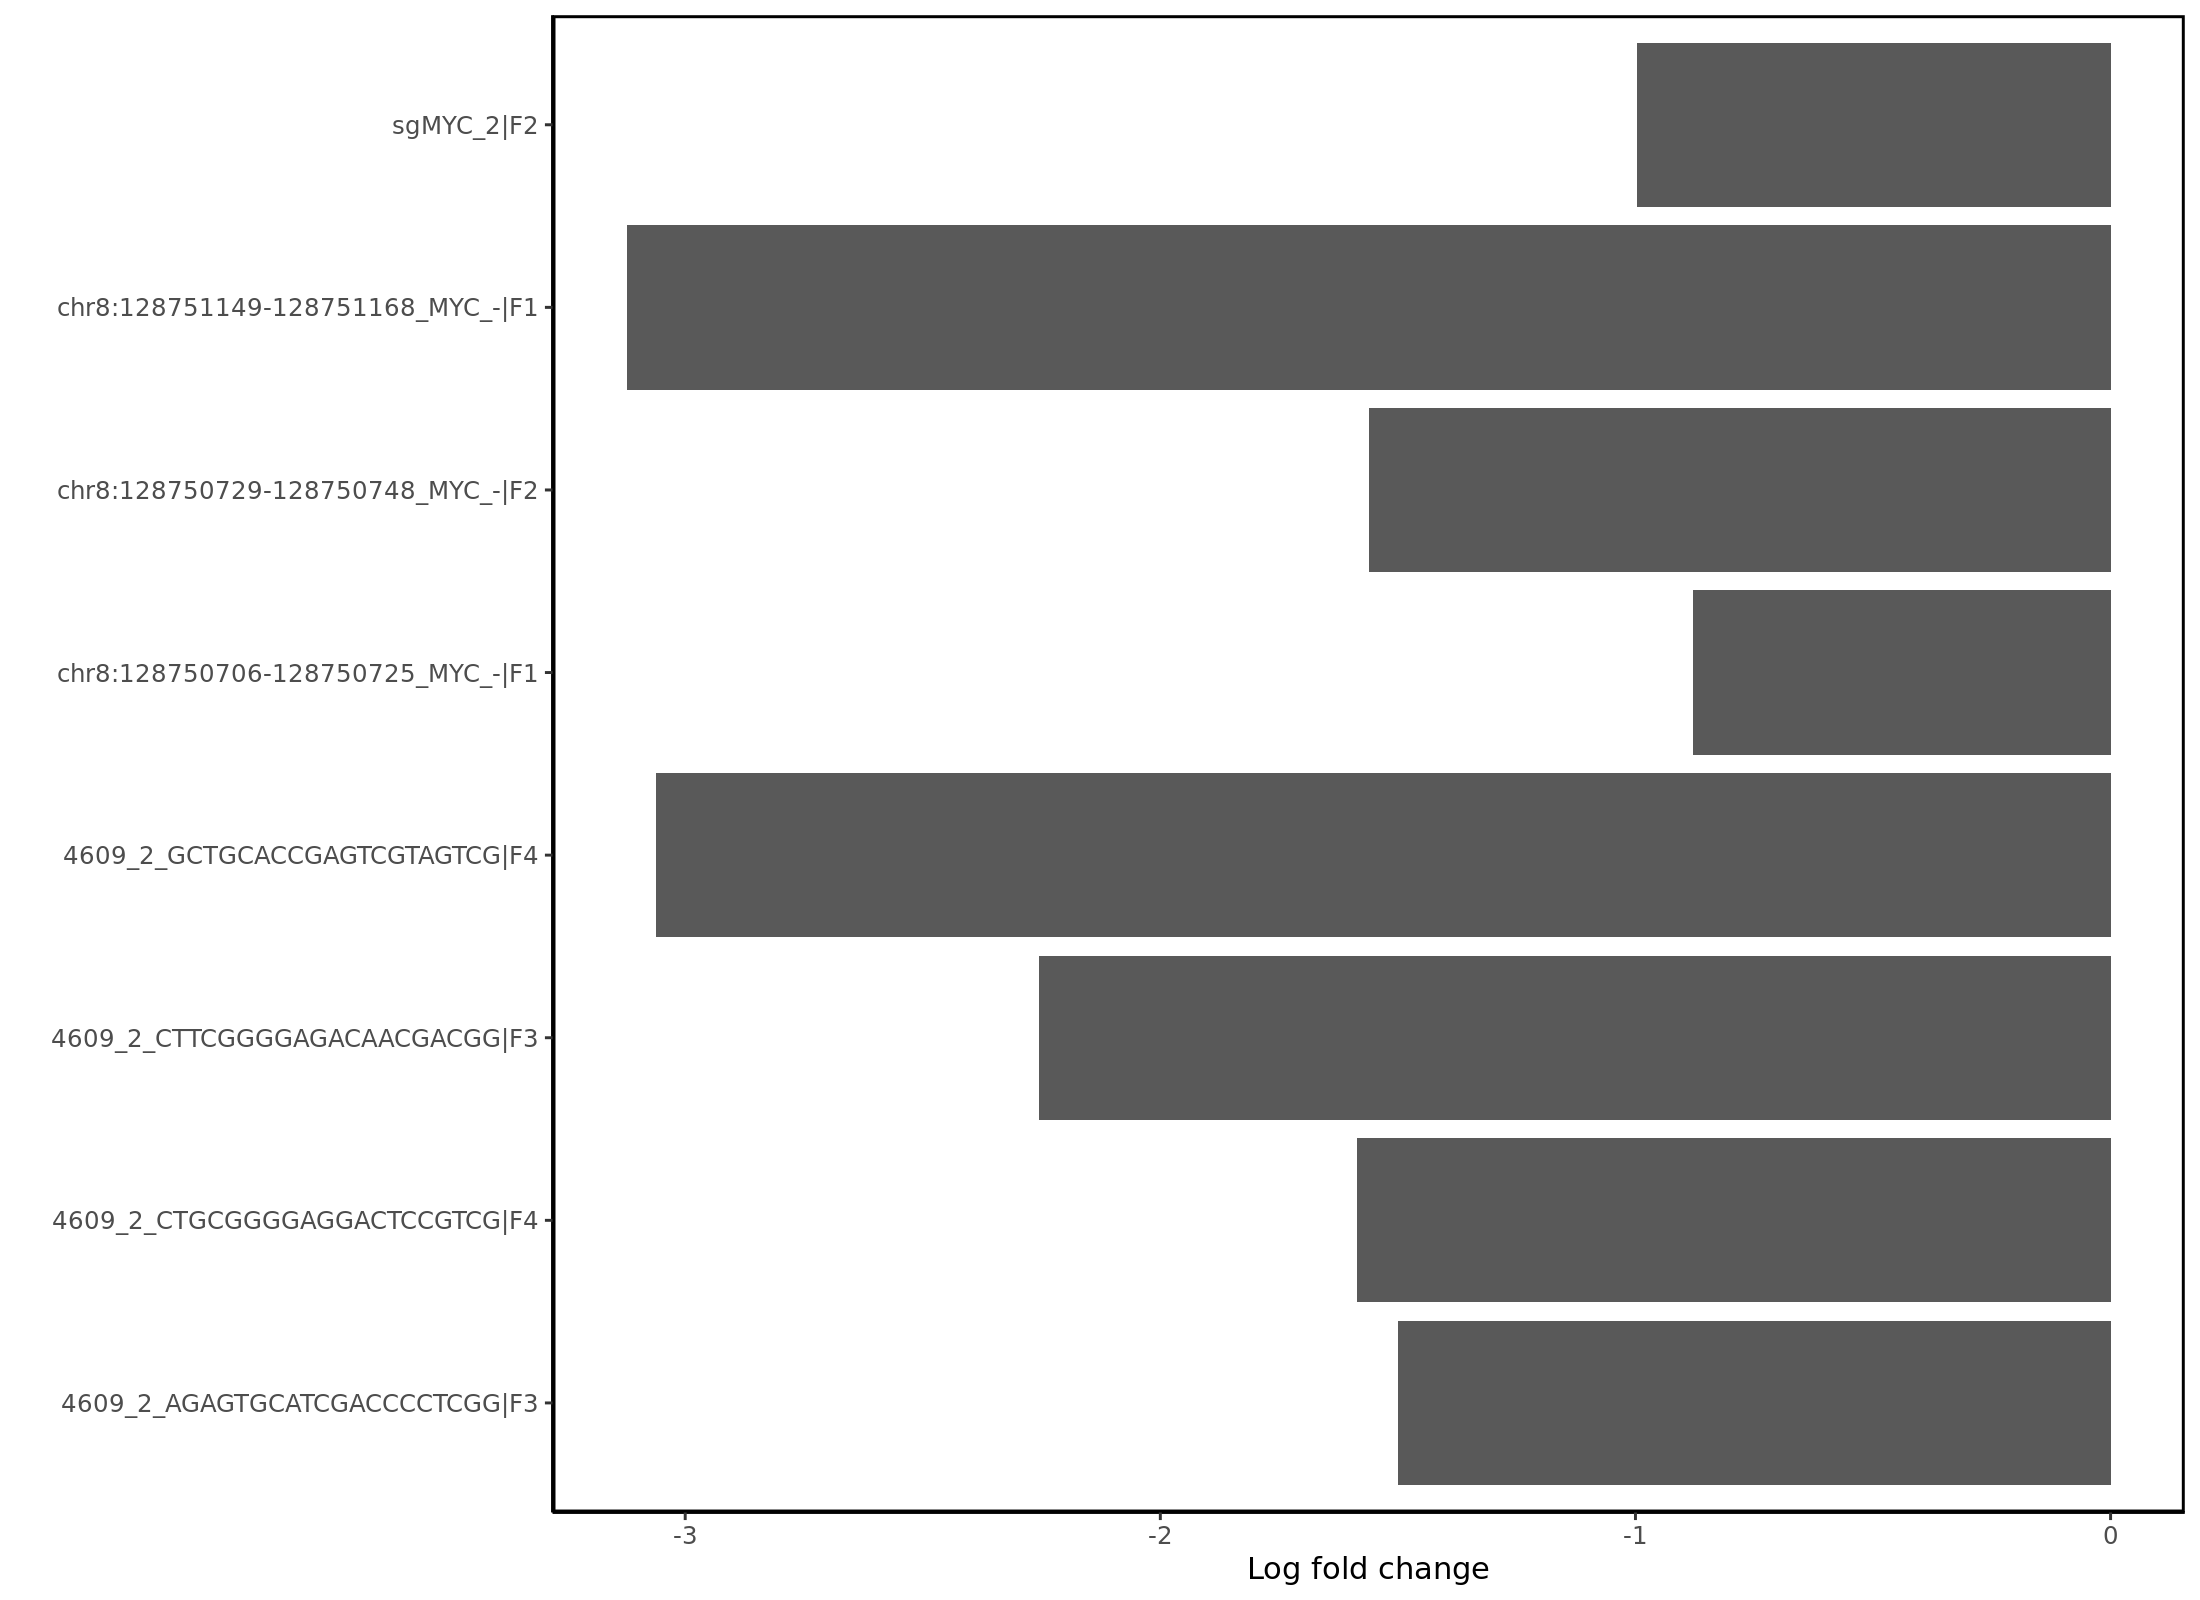 sgMYC_2|F2
chr8:128751149-128751168_MYC_-|F1
chr8:128750729-128750748_MYC_-|F2
chr8:128750706-128750725_MYC_-|F1
4609_2_GCTGCACCGAGTCGTAGTCG|F4
4609_2_CTTCGGGGAGACAACGACGG|F3
4609_2_CTGCGGGGAGGACTCCGTCG|F4
4609_2_AGAGTGCATCGACCCCTCGG|F3
-3 -2 -1 0
Log fold change